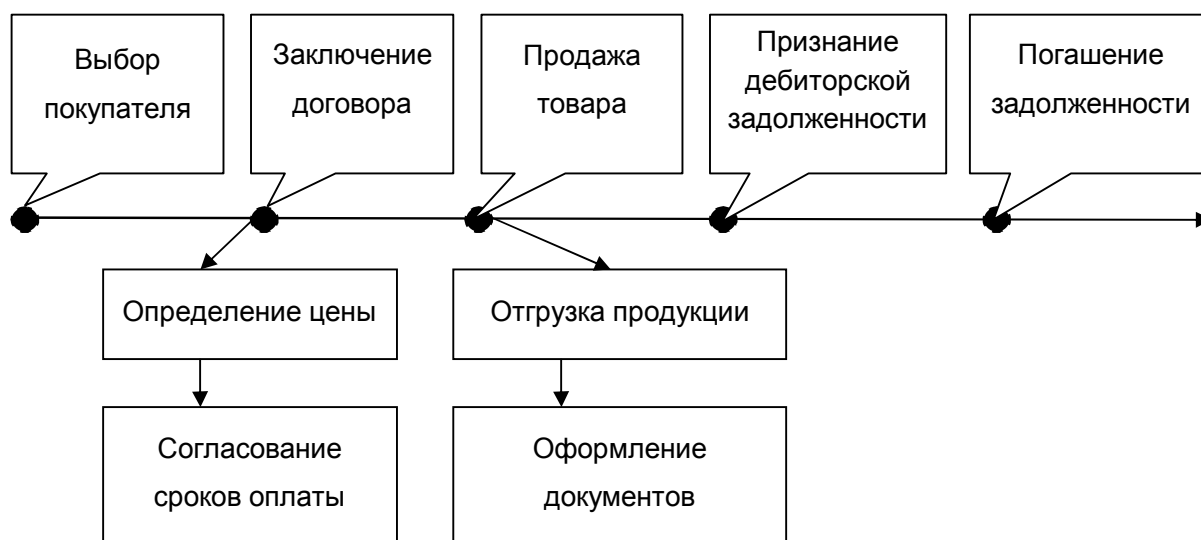 Выбор
покупателя
Заключение
договора
Продажа
товара
Признание
дебиторской
задолженности
Погашение
задолженности
Определение цены
Отгрузка продукции
Согласование
сроков оплаты
Оформление
документов